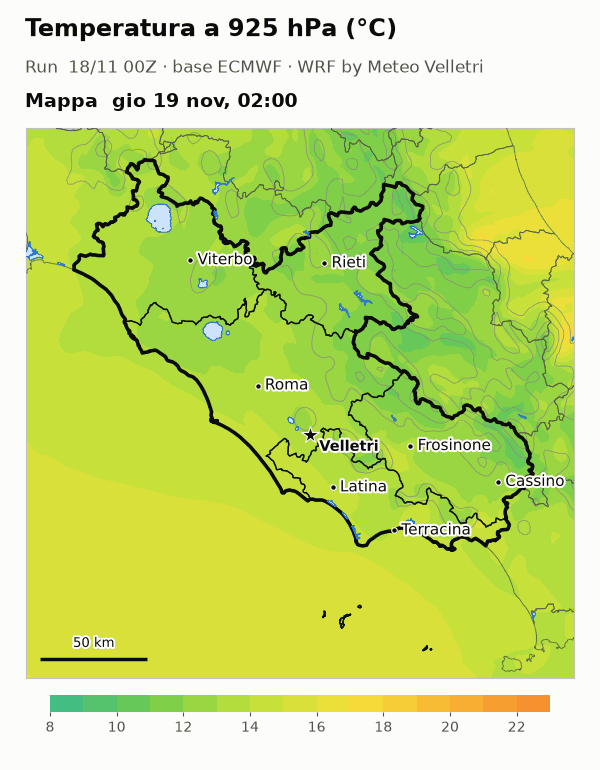 Temperatura a 925 hPa (°C)
Run  18/11 00Z · base ECMWF · WRF by Meteo Velletri
Mappa  gio 19 nov, 02:00
Viterbo
Rieti
Roma
Velletri
Frosinone
Cassino
Latina
Terracina
50 km
8 10 12 14 16 18 20 22